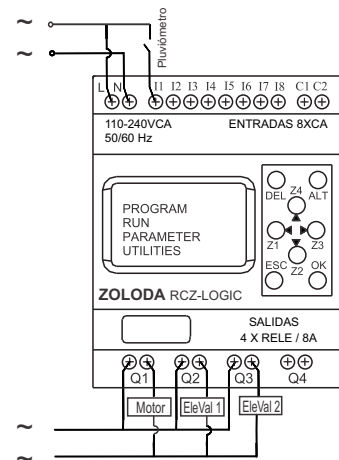 ~
~
Pluviómetro
L N I1 I2 I3 I4 I5 I6 I7 I8 C1 C2
110-240VCA ENTRADAS 8XCA
50/60 Hz
DEL Z4 ALT
PROGRAM
RUN
PARAMETER
UTILITIES
Z1 Z3
ESC Z2 OK
ZOLODA RCZ-LOGIC
SALIDAS
4 X RELE / 8A
Q1 Q2 Q3 Q4
Motor EleVal 1 EleVal 2
~
~